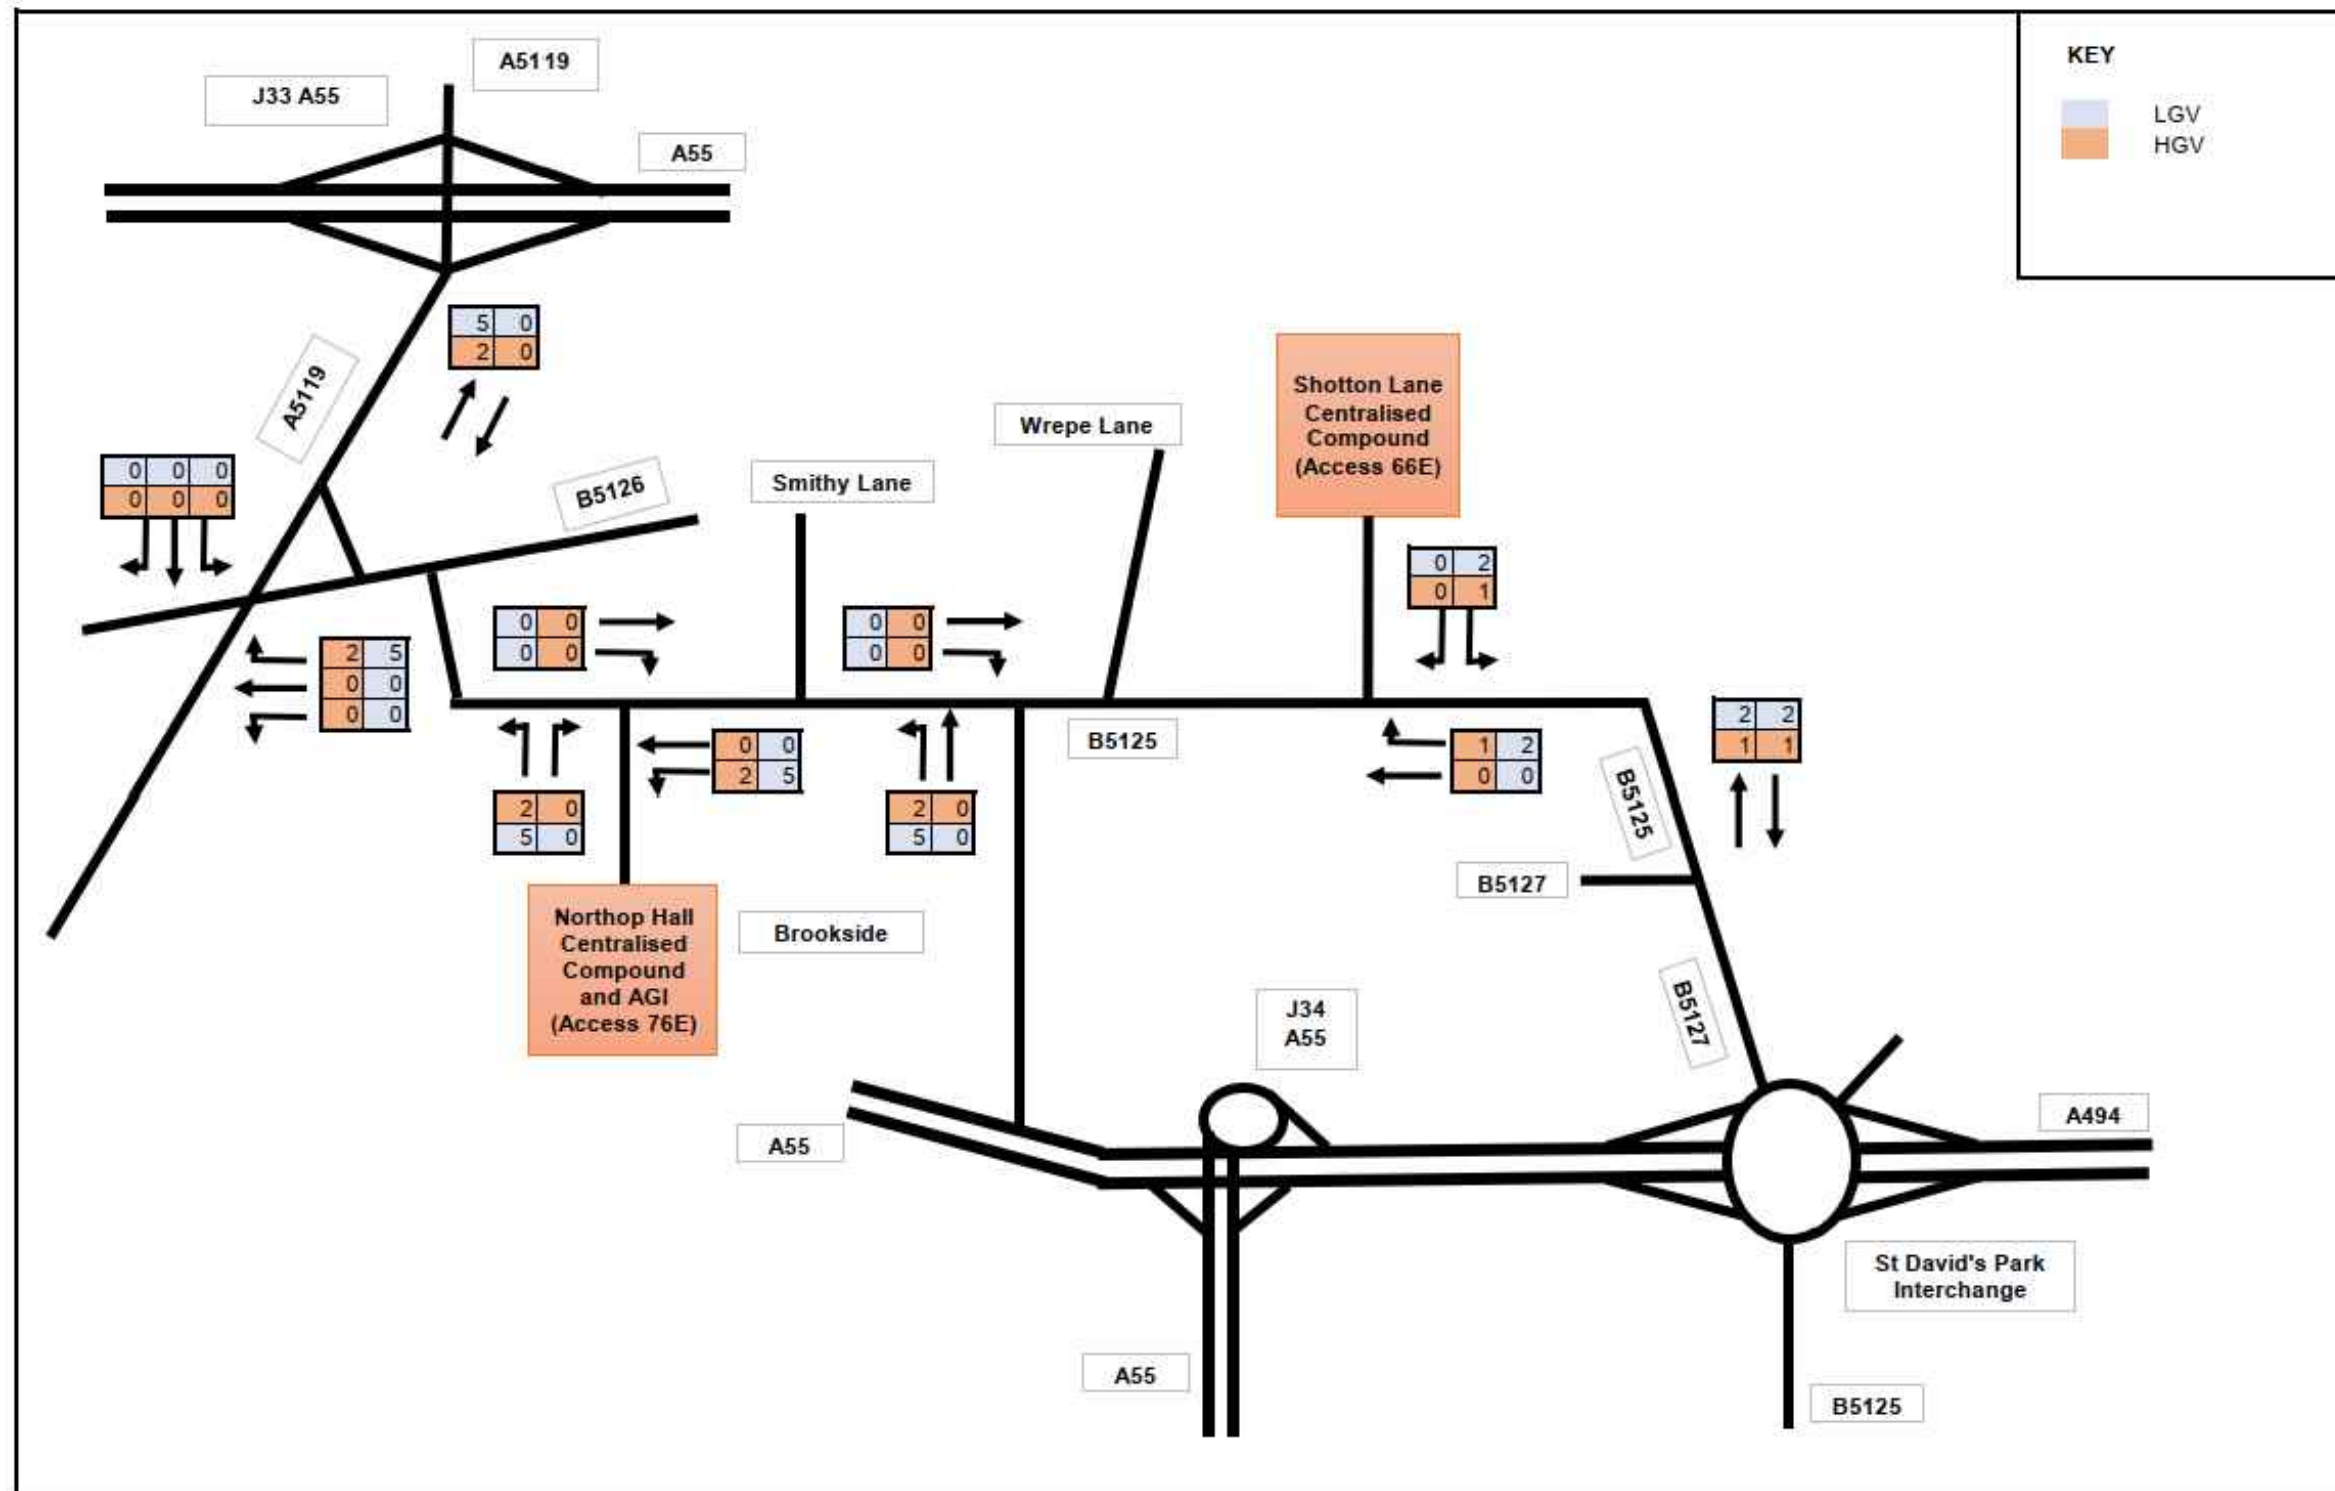 A5119
J33 A55
A55
KEY
LGV
HGV
5 0
2 0
A5119
0 0 0
0 0 0
B5126
Smithy Lane
Wrepe Lane
Shotton Lane
Centralised
Compound
(Access 66E)
0 2
0 1
0 0
0 0
0 0
0 0
2 5
0 0
0 0
B5125
0 0
2 5
1 2
0 0
2 2
1 1
B5125
2 0
5 0
2 0
5 0
B5127
Northop Hall
Centralised
Compound
and AGI
(Access 76E)
Brookside
B5127
J34
A55
A55
A494
St David's Park
Interchange
A55
B5125